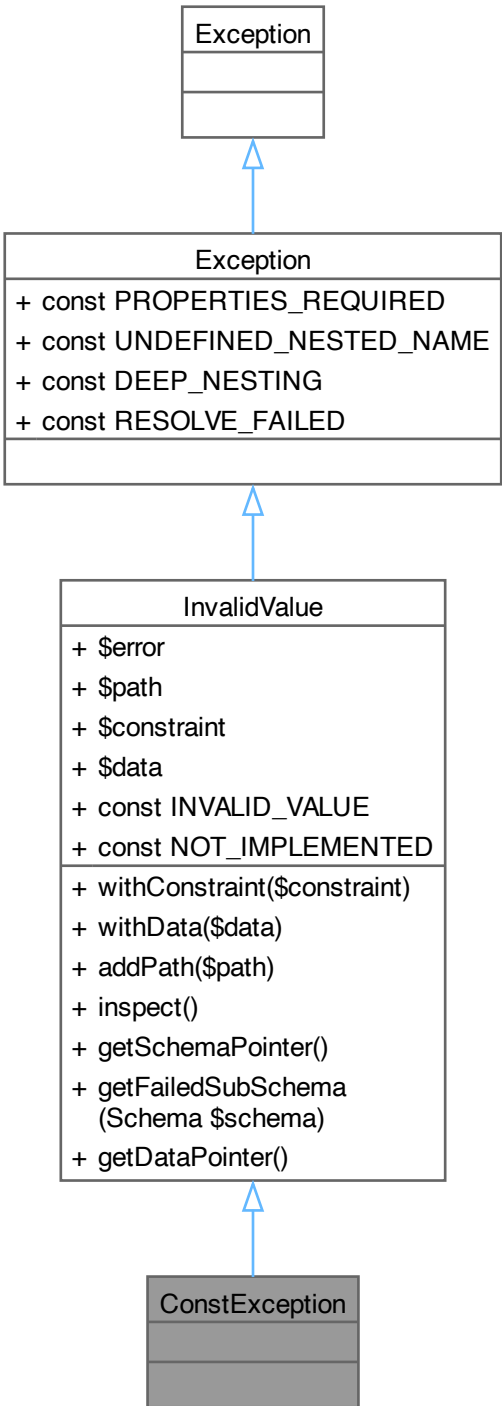 Exception
Exception
+ const PROPERTIES_REQUIRED
+ const UNDEFINED_NESTED_NAME
+ const DEEP_NESTING
+ const RESOLVE_FAILED
InvalidValue
+ $error
+ $path
+ $constraint
+ $data
+ const INVALID_VALUE
+ const NOT_IMPLEMENTED
+ withConstraint($constraint)
+ withData($data)
+ addPath($path)
+ inspect()
+ getSchemaPointer()
+ getFailedSubSchema
(Schema $schema)
+ getDataPointer()
ConstException